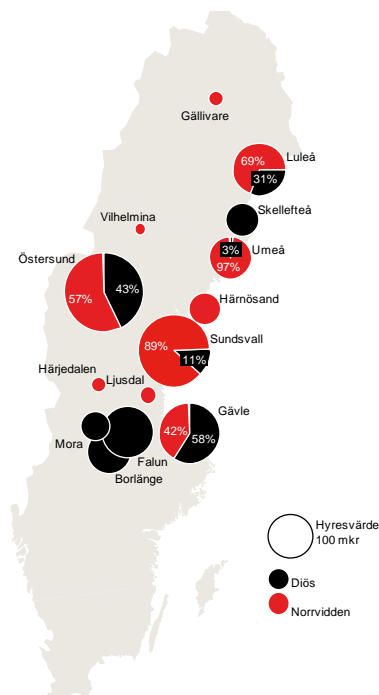 Gällivare
69%
Luleå
31%
Skellefteå
Vilhelmina
3%
Umeå
97%
Östersund
43%
57%
Härnösand
Sundsvall
89%
11%
Härjedalen
Ljusdal
Gävle
42%
58%
Mora
Falun
Borlänge
Hyresvärde
100 mkr
Diös
Norrvidden